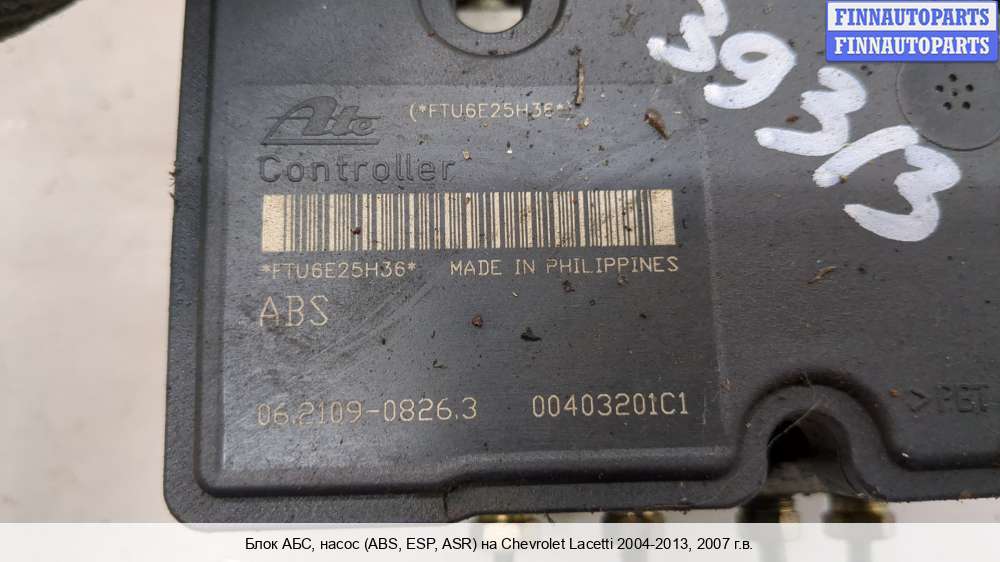 FINNAUTOPARTS
FINNAUTOPARTS
39313
Ate
(*FTU6E25H36*)
Controller
*FTU6E25H36* MADE IN PHILIPPINES
ABS
06.2109-0826.3 00403201C1
Блок АБС, насос (ABS, ESP, ASR) на Chevrolet Lacetti 2004-2013, 2007 г.в.